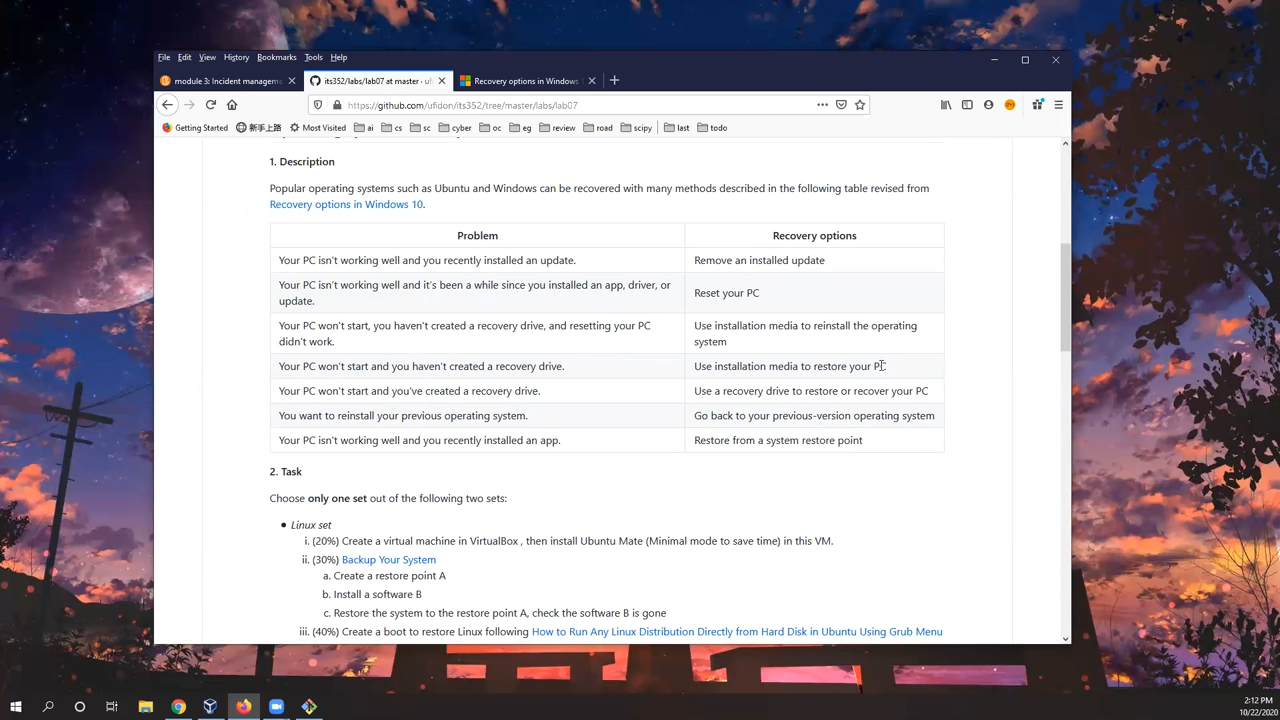 File Edit View History Bookmarks Tools Help
module 3: Incident managem
its352/labs/lab07 at master · ufi
Recovery options in Windows
https://github.com/ufidon/its352/tree/master/labs/lab07
Getting Started 新手上路 Most Visited ai cs sc cyber oc eg review road scipy last todo
1. Description
Popular operating systems such as Ubuntu and Windows can be recovered with many methods described in the following table revised from
Recovery options in Windows 10.
Problem Recovery options
Your PC isn't working well and you recently installed an update. Remove an installed update
Your PC isn't working well and it's been a while since you installed an app, driver, or
update.
Reset your PC
Your PC won't start, you haven't created a recovery drive, and resetting your PC
didn't work.
Use installation media to reinstall the operating
system
Your PC won't start and you haven't created a recovery drive. Use installation media to restore your PC
Your PC won't start and you've created a recovery drive. Use a recovery drive to restore or recover your PC
You want to reinstall your previous operating system. Go back to your previous-version operating system
Your PC isn't working well and you recently installed an app. Restore from a system restore point
2. Task
Choose only one set out of the following two sets:
• Linux set
i. (20%) Create a virtual machine in VirtualBox , then install Ubuntu Mate (Minimal mode to save time) in this VM.
ii. (30%) Backup Your System
a. Create a restore point A
b. Install a software B
c. Restore the system to the restore point A, check the software B is gone
iii. (40%) Create a boot to restore Linux following How to Run Any Linux Distribution Directly from Hard Disk in Ubuntu Using Grub Menu
2:12 PM
10/22/2020